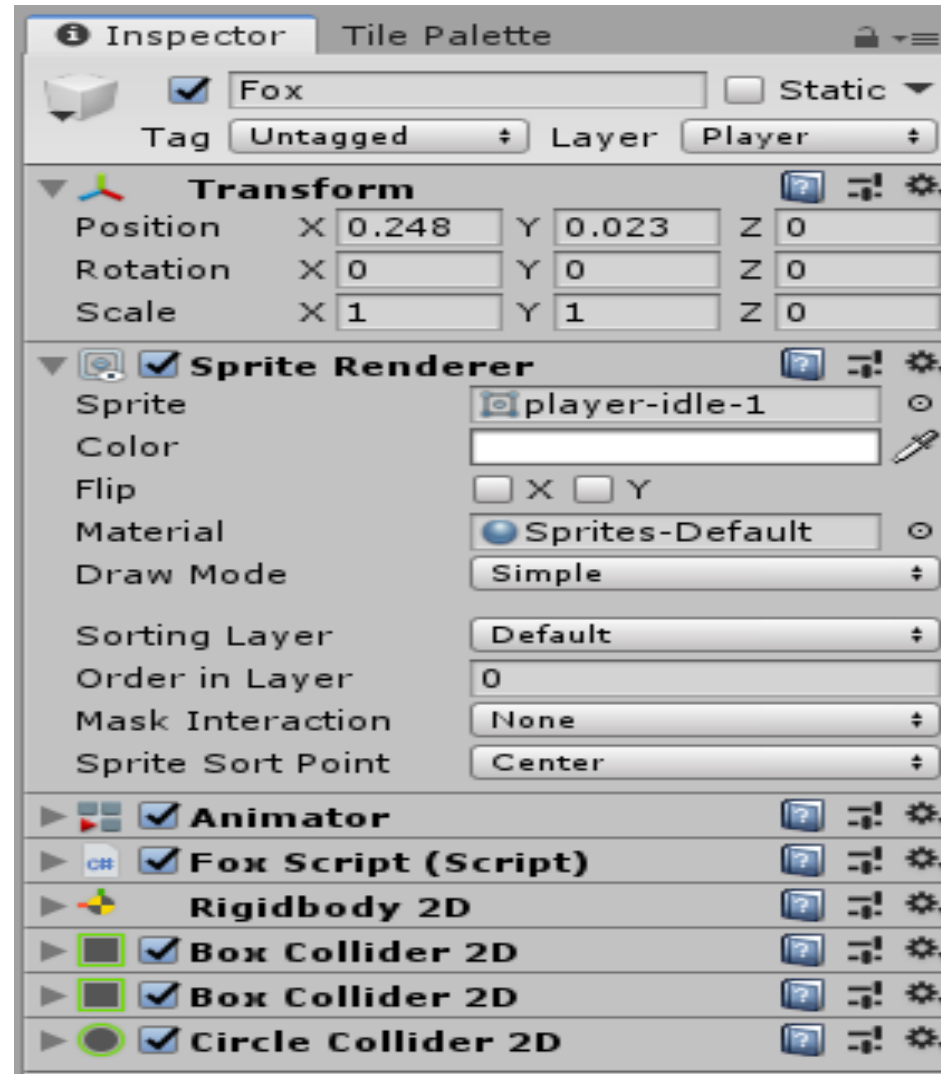 Inspector Tile Palette
Fox Static
Tag Untagged Layer Player
Transform
Position X 0.248 Y 0.023 Z 0
Rotation X 0 Y 0 Z 0
Scale X 1 Y 1 Z 0
Sprite Renderer
Sprite player-idle-1
Color
Flip X Y
Material Sprites-Default
Draw Mode Simple
Sorting Layer Default
Order in Layer 0
Mask Interaction None
Sprite Sort Point Center
Animator
C# Fox Script (Script)
Rigidbody 2D
Box Collider 2D
Box Collider 2D
Circle Collider 2D